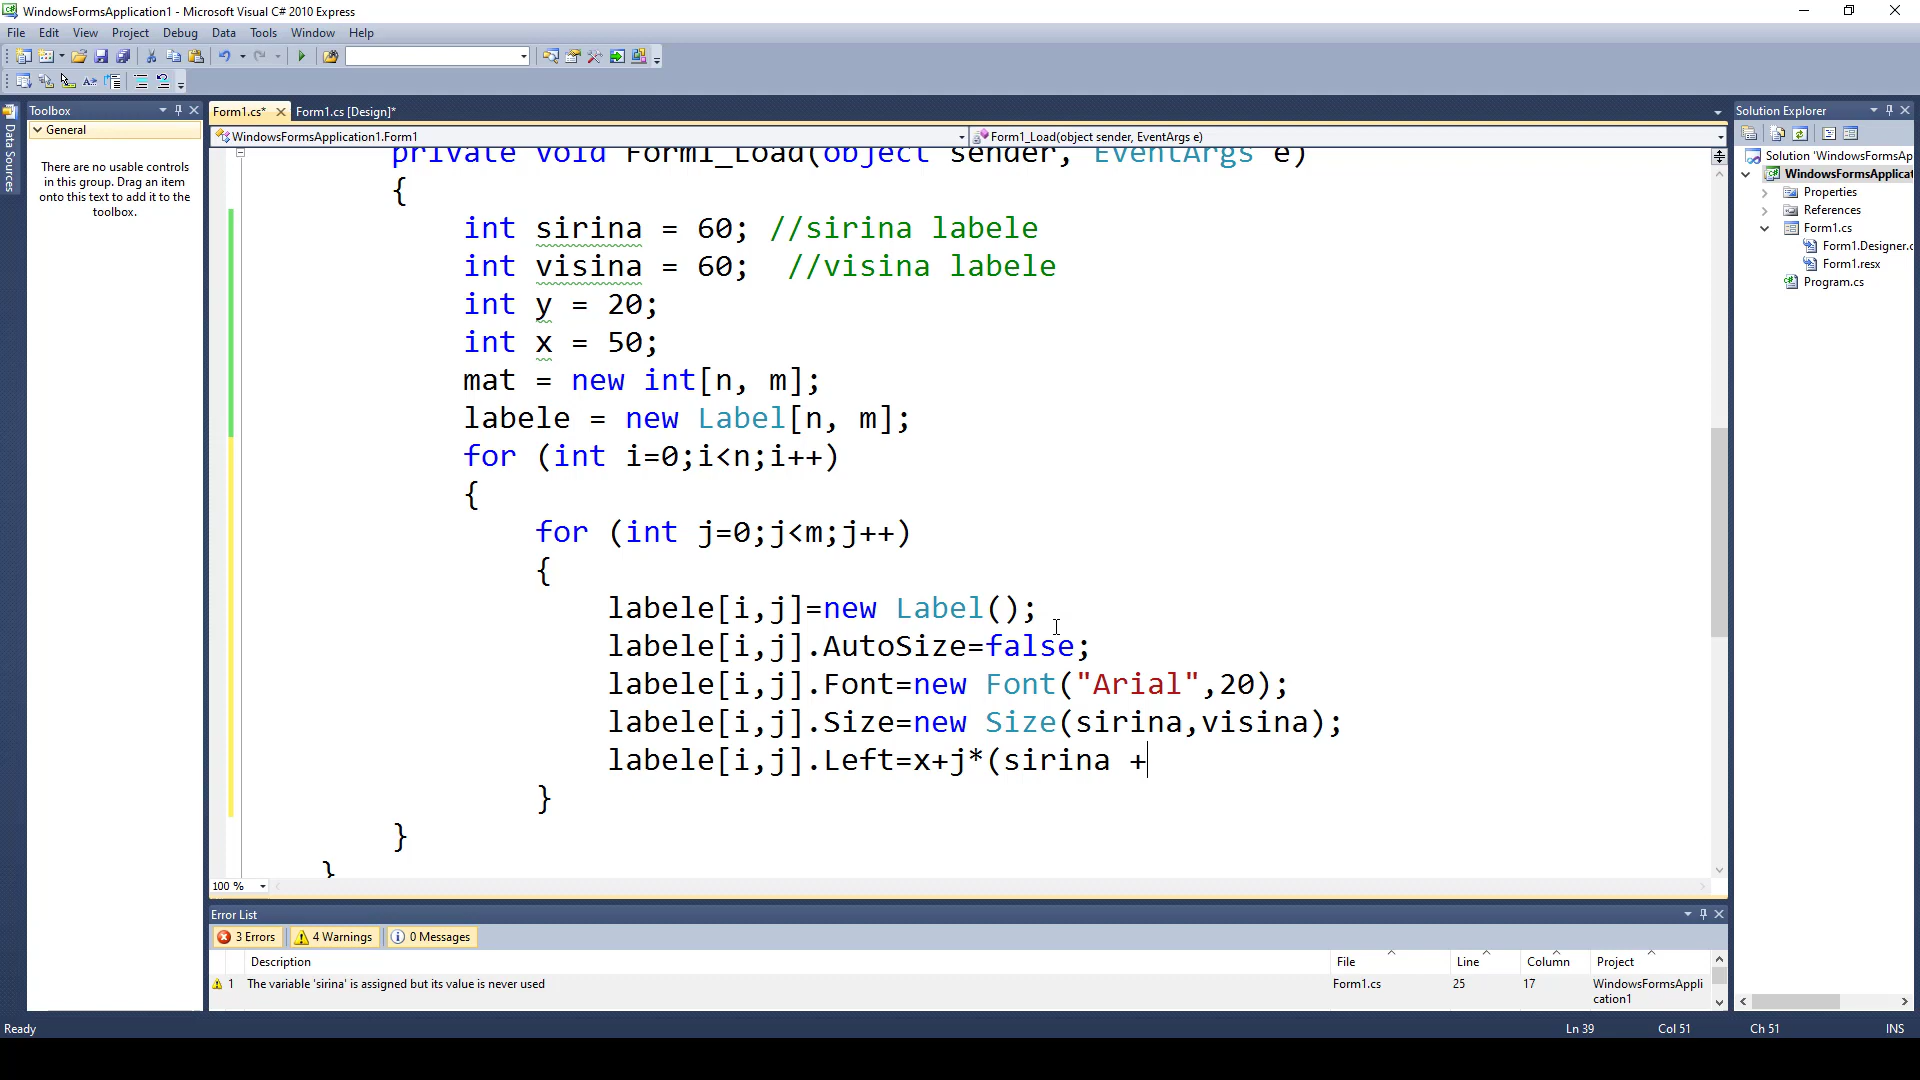 WindowsFormsApplication1 - Microsoft Visual C# 2010 Express
File Edit View Project Debug Data Tools Window Help
Data Sources
Toolbox
General
There are no usable controls
in this group. Drag an item
onto this text to add it to the
toolbox.
Form1.cs* Form1.cs [Design]*
WindowsFormsApplication1.Form1 Form1_Load(object sender, EventArgs e)
private void Form1_Load(object sender, EventArgs e)
{
int sirina = 60; //sirina labele
int visina = 60; //visina labele
int y = 20;
int x = 50;
mat = new int[n, m];
labele = new Label[n, m];
for (int i=0;i<n;i++)
{
for (int j=0;j<m;j++)
{
labele[i,j]=new Label();
labele[i,j].AutoSize=false;
labele[i,j].Font=new Font("Arial",20);
labele[i,j].Size=new Size(sirina,visina);
labele[i,j].Left=x+j*(sirina +
}
}
}
100 %
Solution Explorer
Solution 'WindowsFormsAp
WindowsFormsApplicat
Properties
References
Form1.cs
Form1.Designer.c
Form1.resx
Program.cs
Error List
3 Errors 4 Warnings 0 Messages
Description File Line Column Project
1 The variable 'sirina' is assigned but its value is never used Form1.cs 25 17 WindowsFormsAppli
cation1
Ready Ln 39 Col 51 Ch 51 INS